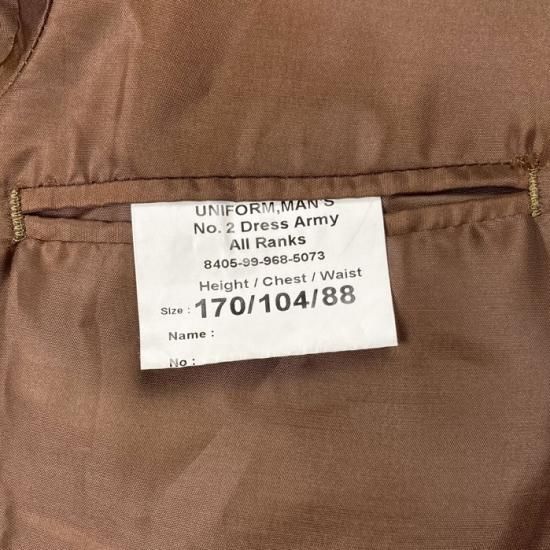 UNIFORM,MAN'S
No. 2 Dress Army
All Ranks
8405-99-968-5073
Height / Chest / Waist
Size : 170/104/88
Name :
No :